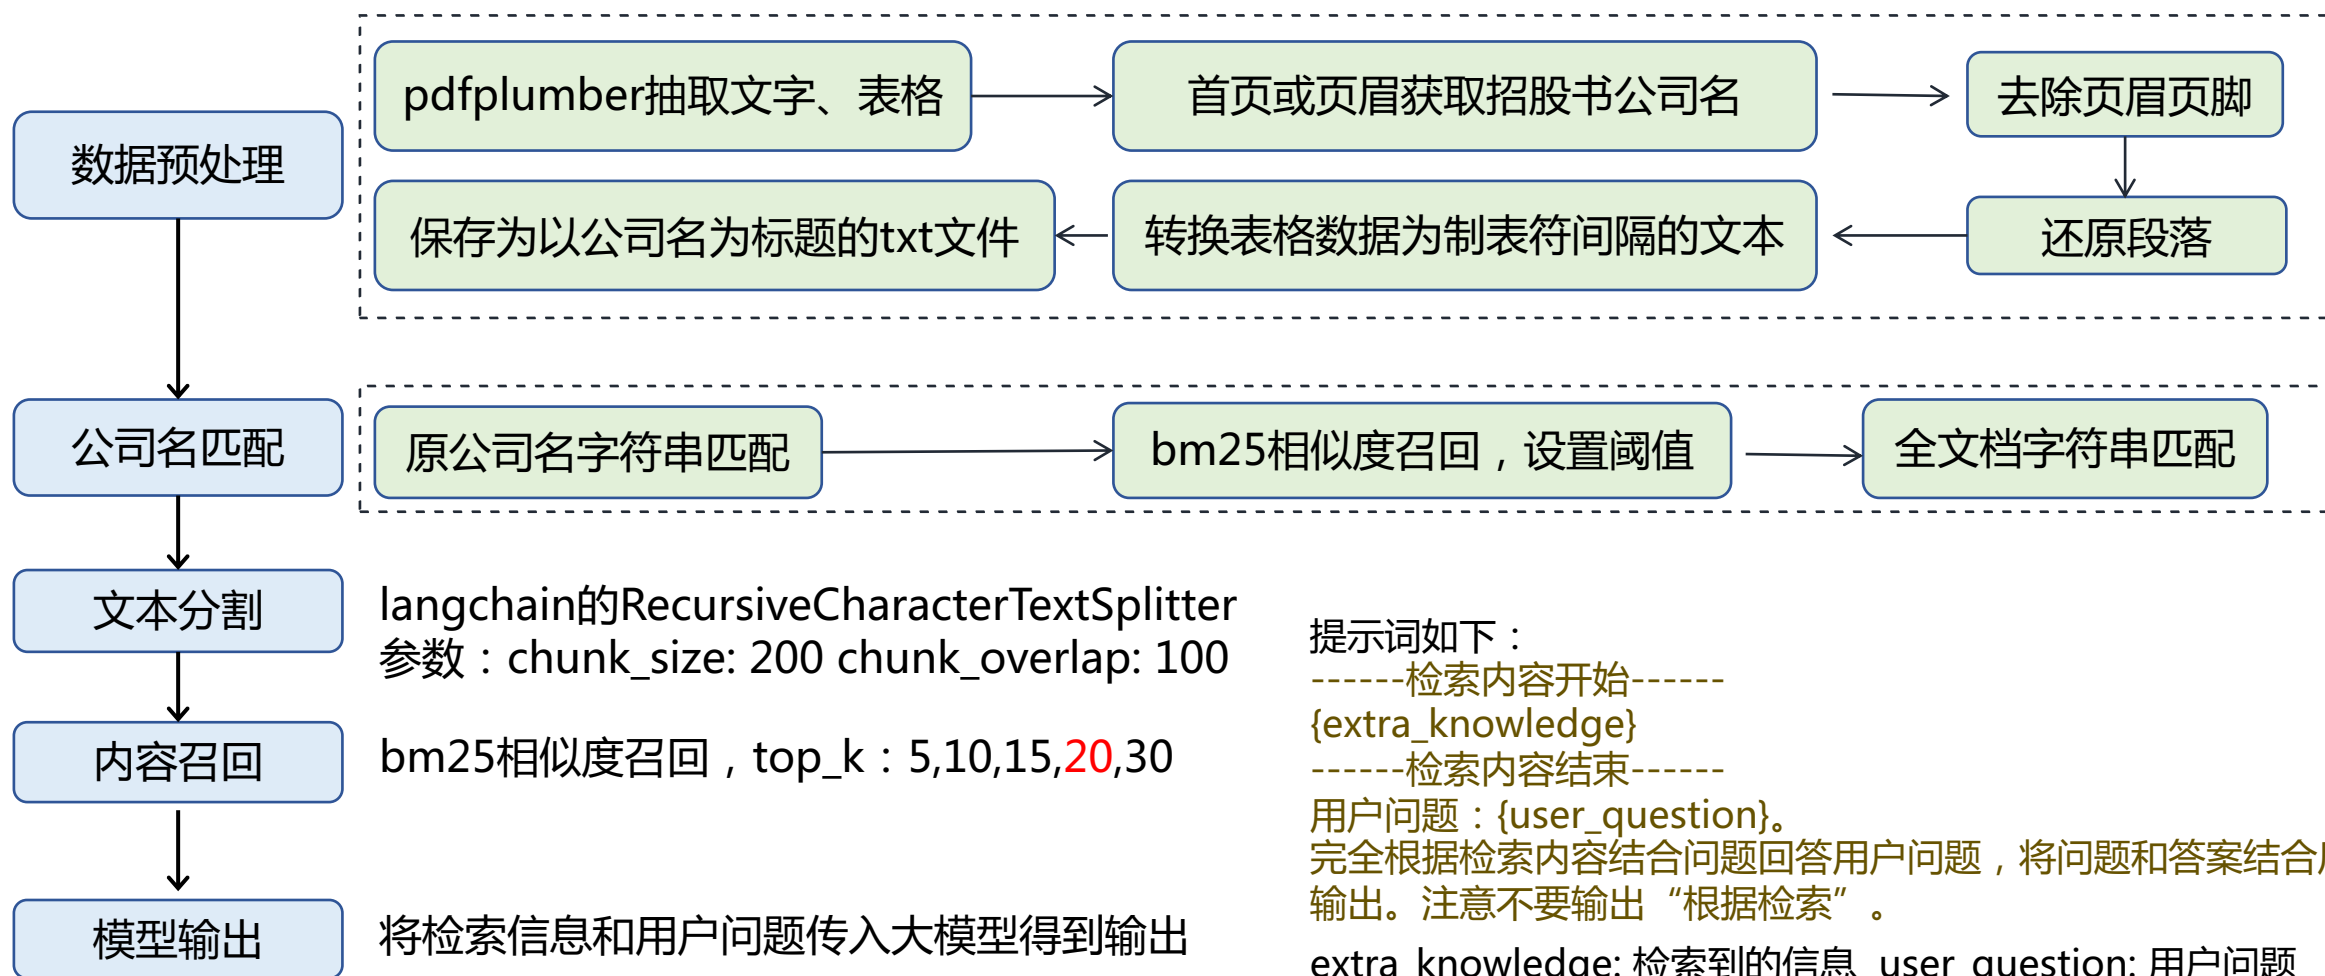 数据预处理
pdfplumber抽取文字、表格
首页或页眉获取招股书公司名
去除页眉页脚
还原段落
转换表格数据为制表符间隔的文本
保存为以公司名为标题的txt文件
公司名匹配
原公司名字符串匹配
bm25相似度召回，设置阈值
全文档字符串匹配
文本分割
langchain的RecursiveCharacterTextSplitter
参数：chunk_size: 200 chunk_overlap: 100
内容召回
bm25相似度召回，top_k：5,10,15,20,30
模型输出
将检索信息和用户问题传入大模型得到输出
提示词如下：
------检索内容开始------
{extra_knowledge}
------检索内容结束------
用户问题：{user_question}。
完全根据检索内容结合问题回答用户问题，将问题和答案结合
输出。注意不要输出“根据检索”。
extra_knowledge: 检索到的信息 user_question: 用户问题